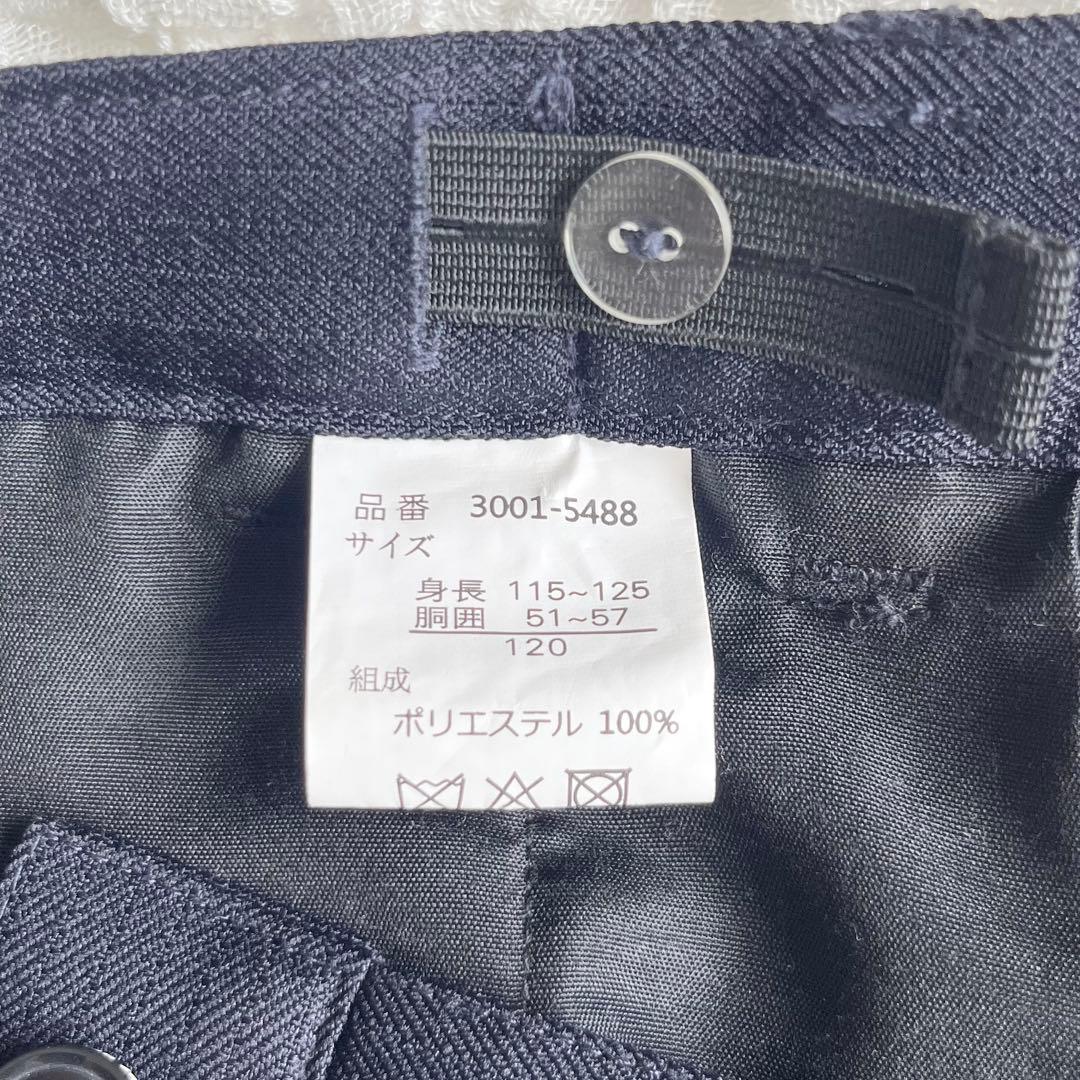 品番 3001-5488
サイズ
身長 115~125
胴囲 51~57
120
組成
ポリエステル 100%